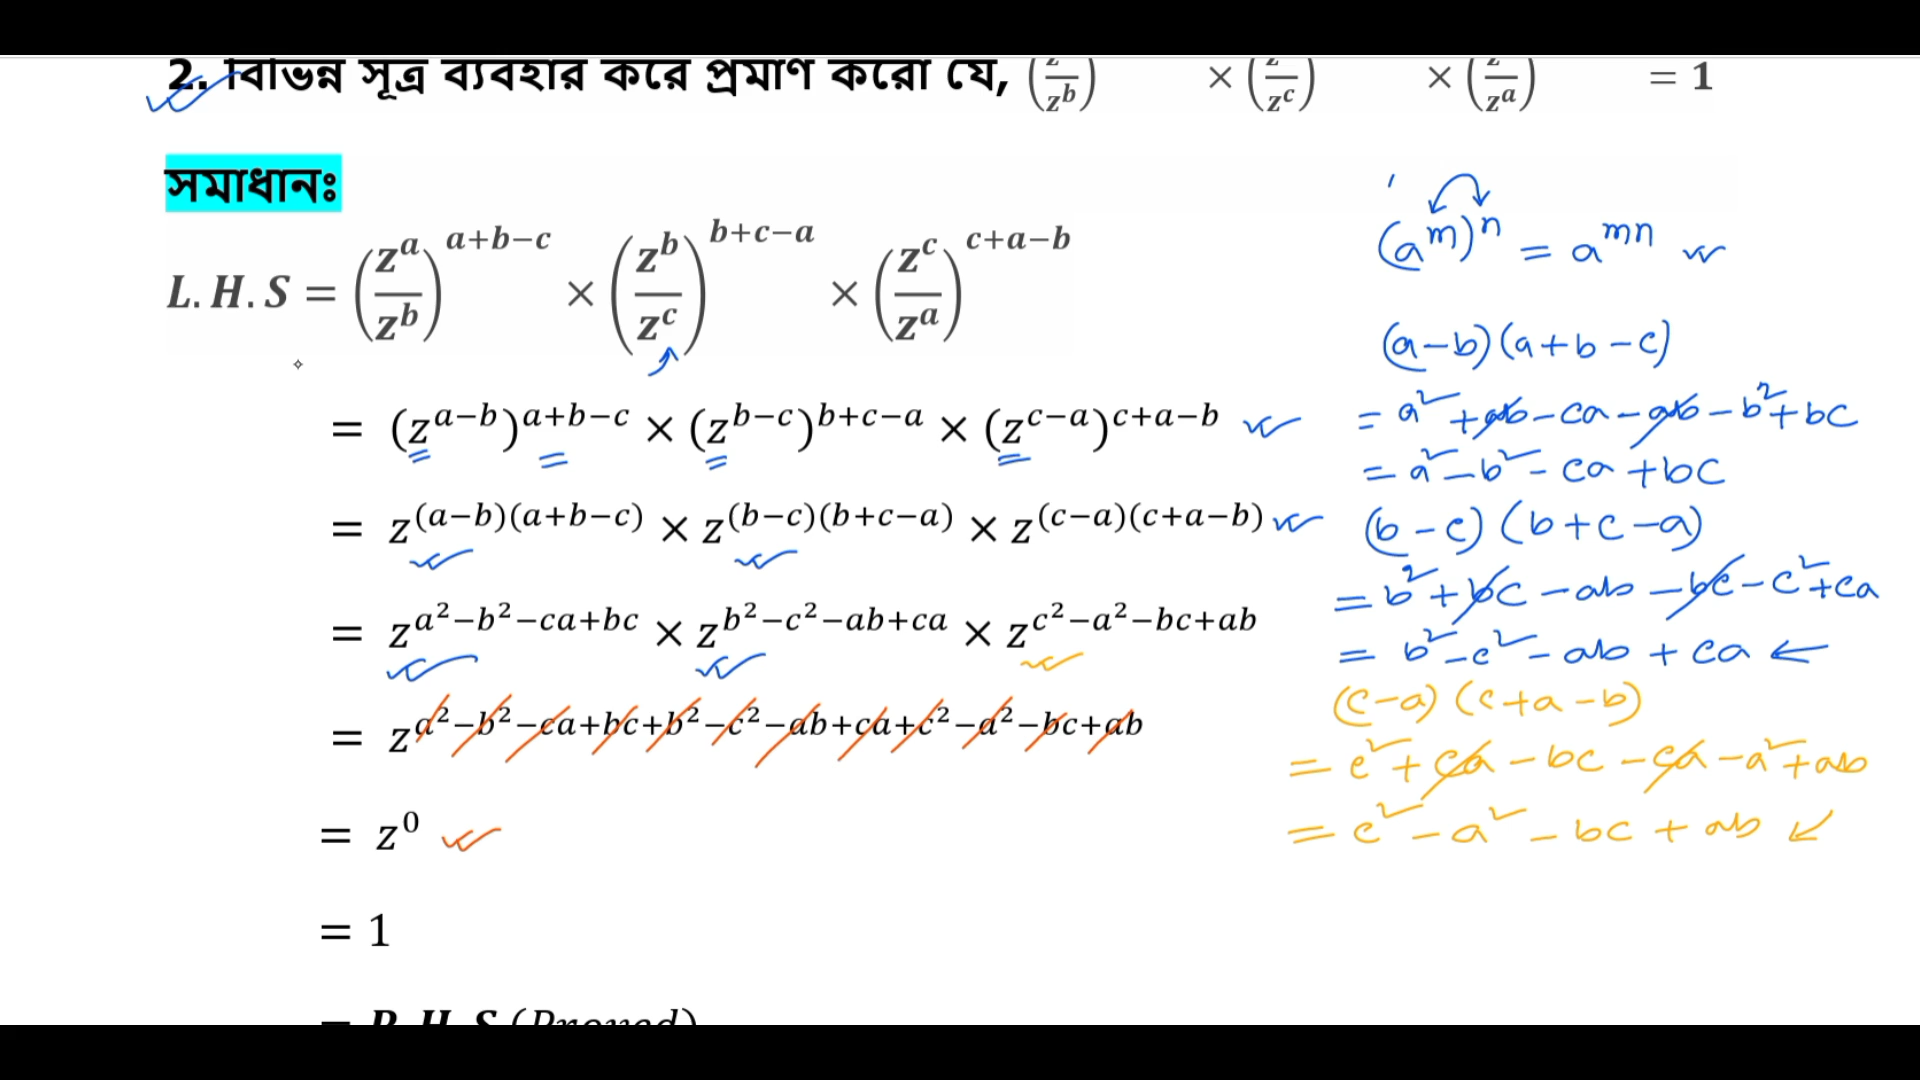 2. বিভিন্ন সূত্র ব্যবহার করে প্রমাণ করো যে, (z/z^b) × (z/z^c) × (z/z^a) = 1
সমাধানঃ
L.H.S = (z^a/z^b)^(a+b−c) × (z^b/z^c)^(b+c−a) × (z^c/z^a)^(c+a−b)
= (z^(a−b))^(a+b−c) × (z^(b−c))^(b+c−a) × (z^(c−a))^(c+a−b)
= z^((a−b)(a+b−c)) × z^((b−c)(b+c−a)) × z^((c−a)(c+a−b))
= z^(a²−b²−ca+bc) × z^(b²−c²−ab+ca) × z^(c²−a²−bc+ab)
= z^(a²−b²−ca+bc+b²−c²−ab+ca+c²−a²−bc+ab)
= z⁰
= 1
= R.H.S (Proved)
(a^m)^n = a^(mn)
(a−b)(a+b−c)
= a²+ab−ca−ab−b²+bc
= a²−b²−ca+bc
(b−c)(b+c−a)
= b²+bc−ab−bc−c²+ca
= b²−c²−ab+ca
(c−a)(c+a−b)
= c²+ca−bc−ca−a²+ab
= c²−a²−bc+ab